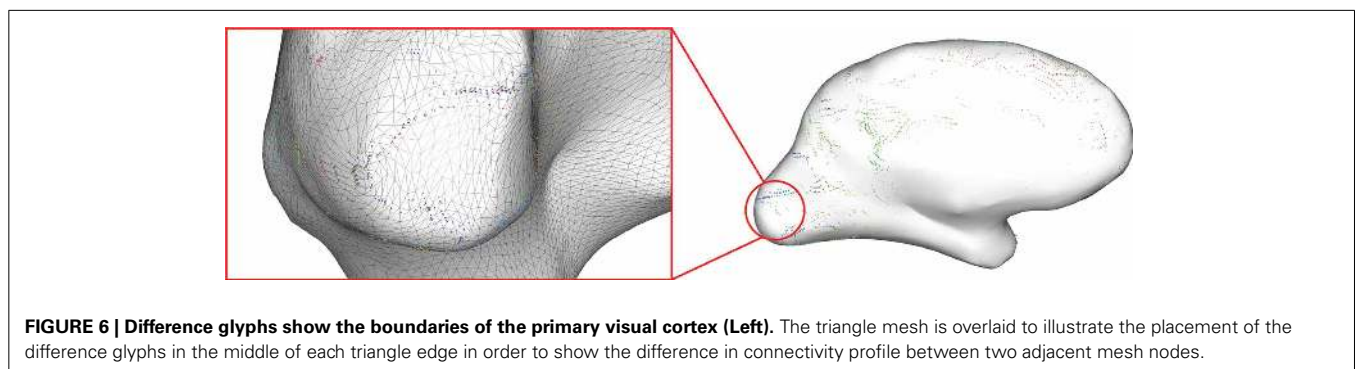 FIGURE 6 | Difference glyphs show the boundaries of the primary visual cortex (Left). The triangle mesh is overlaid to illustrate the placement of the
difference glyphs in the middle of each triangle edge in order to show the difference in connectivity profile between two adjacent mesh nodes.